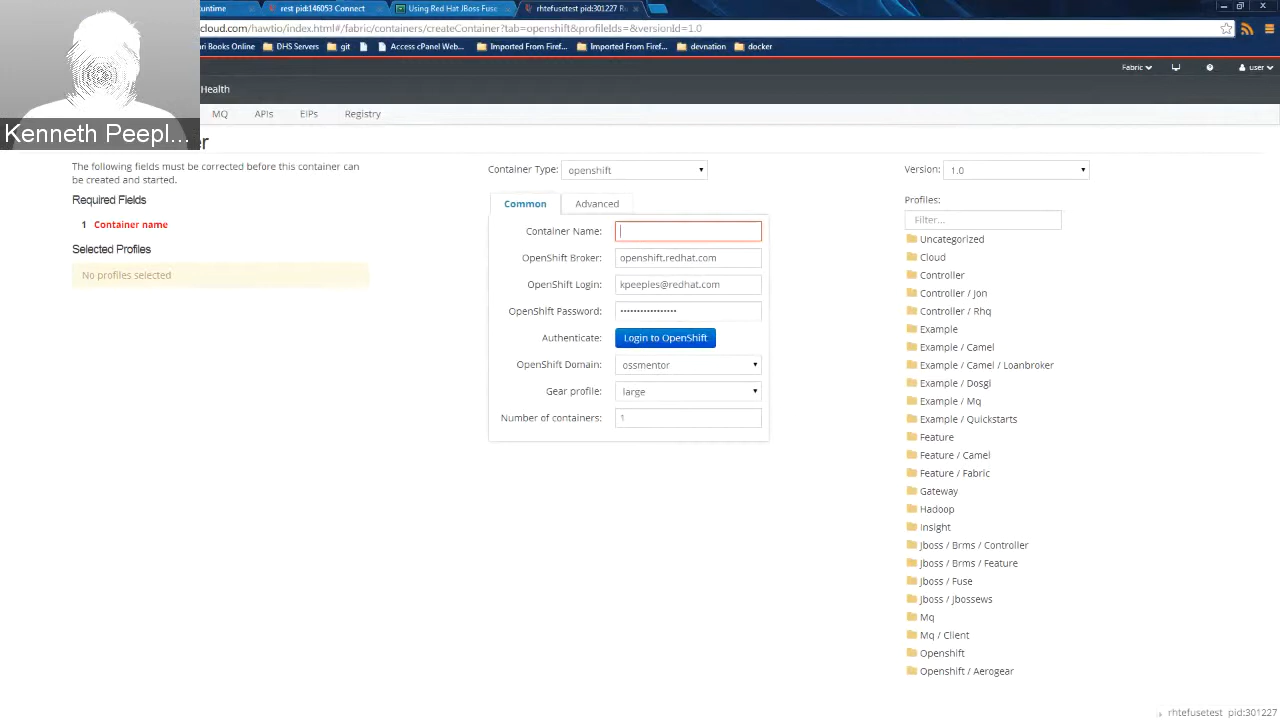 untime
rest pid:146053 Connect
Using Red Hat JBoss Fuse
rhtefusetest pid:301227 Re
cloud.com/hawtio/index.html#/fabric/containers/createContainer?tab=openshift&profileIds=&versionId=1.0
ari Books Online
DHS Servers
git
Access cPanel Web...
Imported From Firef...
Imported From Firef...
devnation
docker
Fabric
user
Health
MQ
APIs
EIPs
Registry
Kenneth Peepl...
er
The following fields must be corrected before this container can
be created and started.
Required Fields
1 Container name
Selected Profiles
No profiles selected
Container Type: openshift
Common
Advanced
Container Name:
OpenShift Broker: openshift.redhat.com
OpenShift Login: kpeeples@redhat.com
OpenShift Password: ••••••••••••••••
Authenticate: Login to OpenShift
OpenShift Domain: ossmentor
Gear profile: large
Number of containers: 1
Version: 1.0
Profiles:
Filter...
Uncategorized
Cloud
Controller
Controller / Jon
Controller / Rhq
Example
Example / Camel
Example / Camel / Loanbroker
Example / Dosgi
Example / Mq
Example / Quickstarts
Feature
Feature / Camel
Feature / Fabric
Gateway
Hadoop
Insight
Jboss / Brms / Controller
Jboss / Brms / Feature
Jboss / Fuse
Jboss / Jbossews
Mq
Mq / Client
Openshift
Openshift / Aerogear
rhtefusetest pid:301227